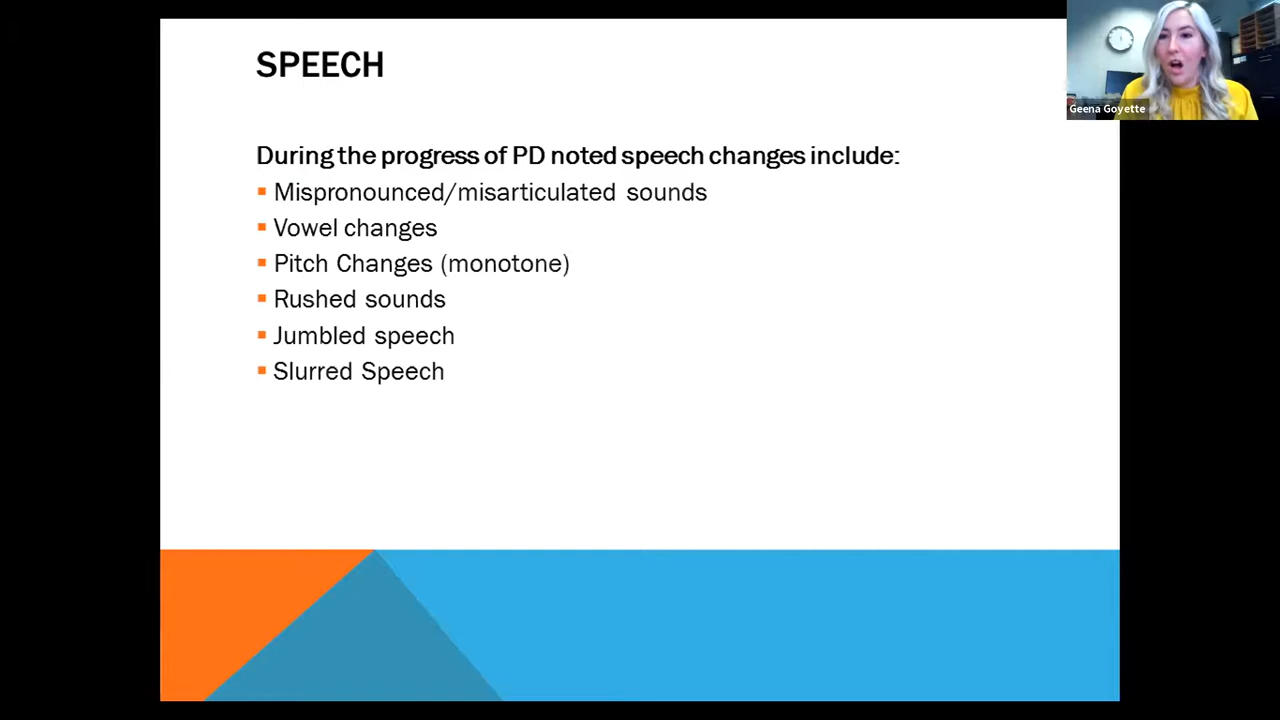 SPEECH
During the progress of PD noted speech changes include:
Mispronounced/misarticulated sounds
Vowel changes
Pitch Changes (monotone)
Rushed sounds
Jumbled speech
Slurred Speech
Geena Goyette